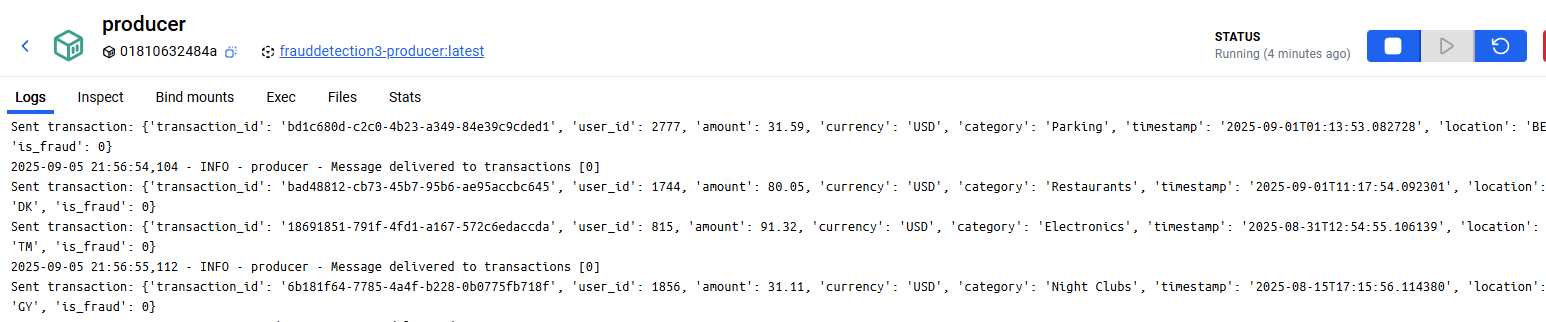 producer
01810632484a
frauddetection3-producer:latest
STATUS
Running (4 minutes ago)
Logs Inspect Bind mounts Exec Files Stats
Sent transaction: {'transaction_id': 'bd1c680d-c2c0-4b23-a349-84e39c9cded1', 'user_id': 2777, 'amount': 31.59, 'currency': 'USD', 'category': 'Parking', 'timestamp': '2025-09-01T01:13:53.082728', 'location': 'BE
'is_fraud': 0}
2025-09-05 21:56:54,104 - INFO - producer - Message delivered to transactions [0]
Sent transaction: {'transaction_id': 'bad48812-cb73-45b7-95b6-ae95accbc645', 'user_id': 1744, 'amount': 80.05, 'currency': 'USD', 'category': 'Restaurants', 'timestamp': '2025-09-01T11:17:54.092301', 'location':
'DK', 'is_fraud': 0}
Sent transaction: {'transaction_id': '18691851-791f-4fd1-a167-572c6edaccda', 'user_id': 815, 'amount': 91.32, 'currency': 'USD', 'category': 'Electronics', 'timestamp': '2025-08-31T12:54:55.106139', 'location':
'TM', 'is_fraud': 0}
2025-09-05 21:56:55,112 - INFO - producer - Message delivered to transactions [0]
Sent transaction: {'transaction_id': '6b181f64-7785-4a4f-b228-0b0775fb718f', 'user_id': 1856, 'amount': 31.11, 'currency': 'USD', 'category': 'Night Clubs', 'timestamp': '2025-08-15T17:15:56.114380', 'location':
'GY', 'is_fraud': 0}